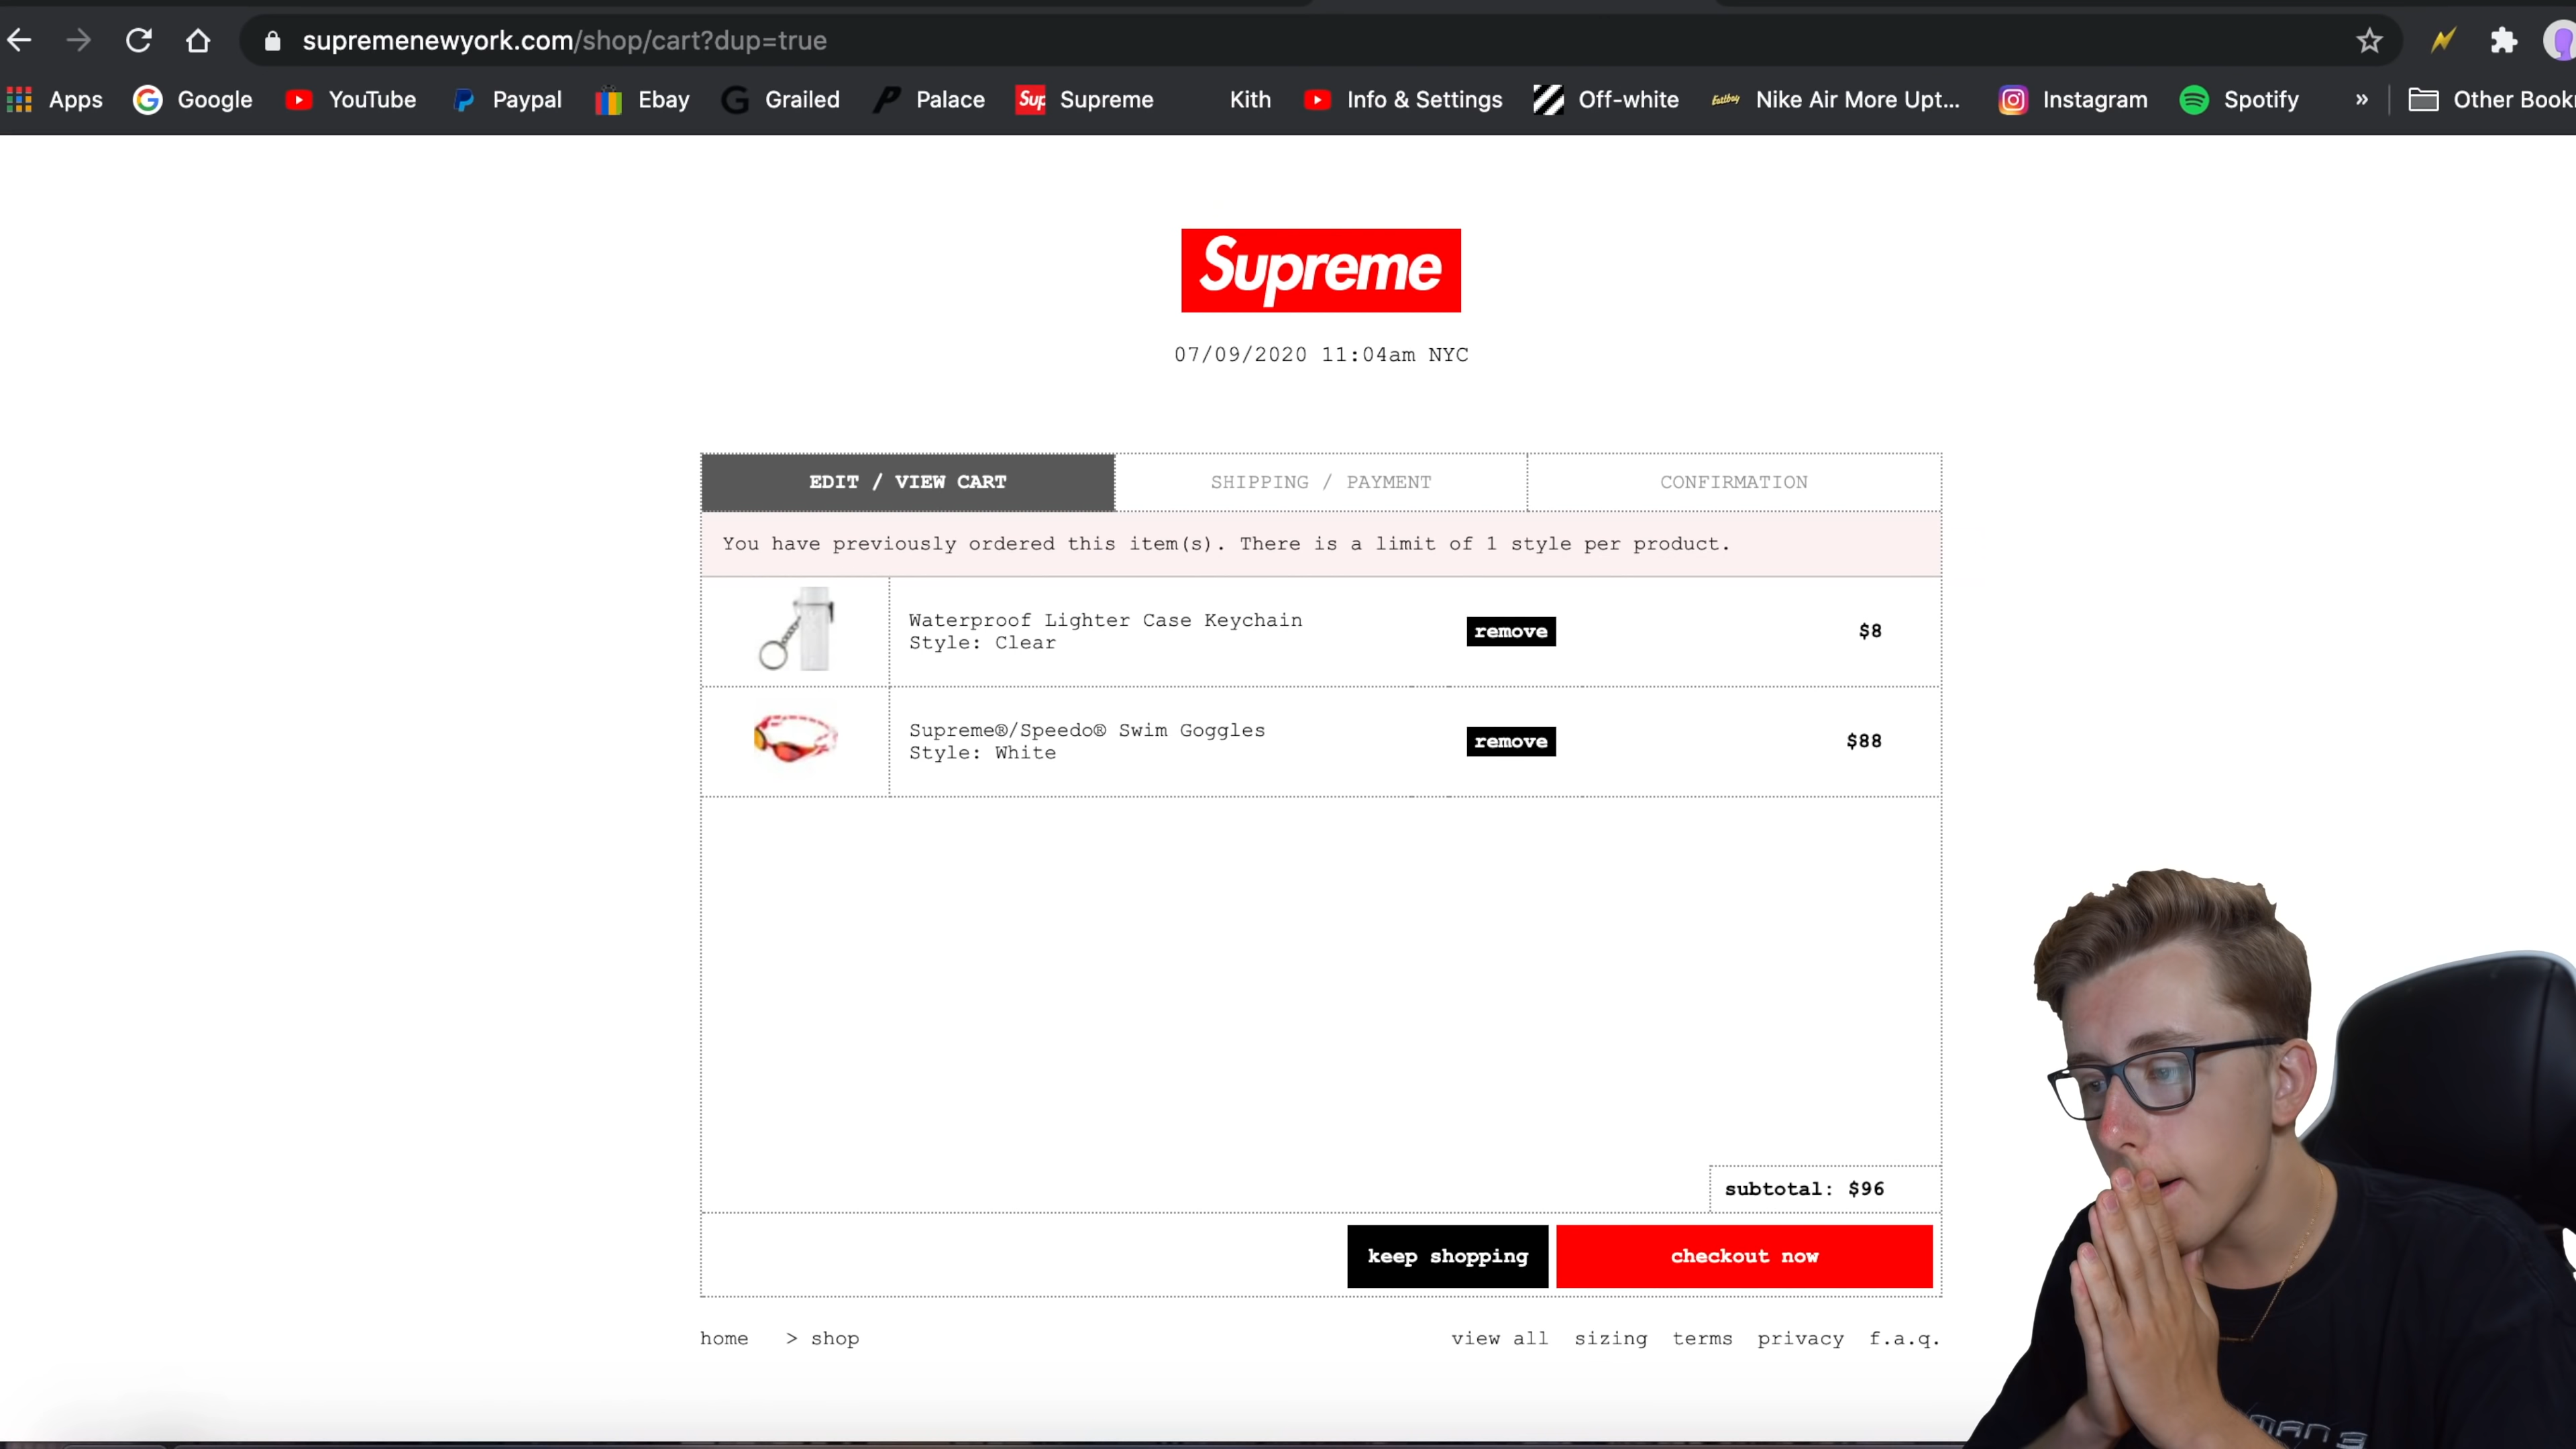 supremenewyork.com/shop/cart?dup=true
Apps Google YouTube Paypal Ebay Grailed Palace Sup Supreme Kith Info & Settings Off-white Nike Air More Upt... Instagram Spotify » Other Book
Supreme
07/09/2020 11:04am NYC
EDIT / VIEW CART SHIPPING / PAYMENT CONFIRMATION
You have previously ordered this item(s). There is a limit of 1 style per product.
Waterproof Lighter Case Keychain
Style: Clear
remove
$8
Supreme®/Speedo® Swim Goggles
Style: White
remove
$88
subtotal: $96
keep shopping checkout now
home > shop view all sizing terms privacy f.a.q.